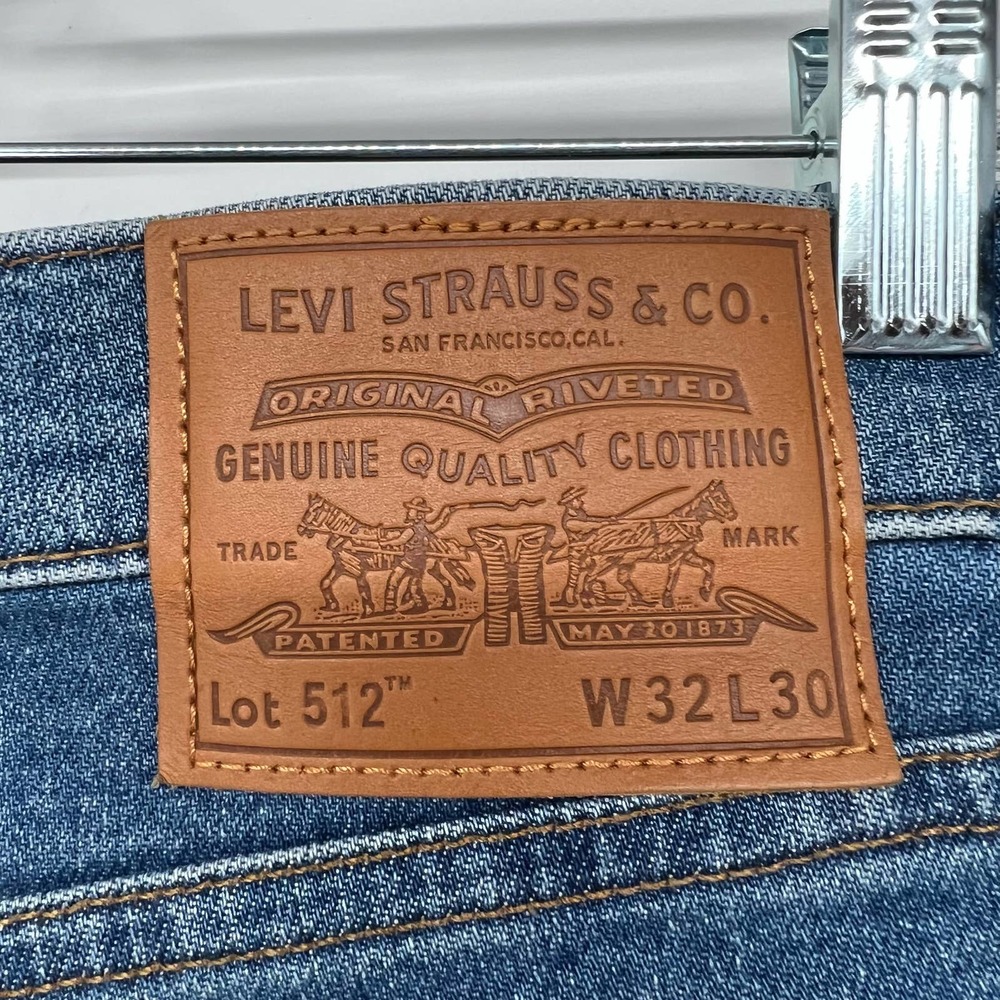 LEVI STRAUSS & CO.
SAN FRANCISCO, CAL.
ORIGINAL RIVETED
GENUINE QUALITY CLOTHING
TRADE MARK
PATENTED MAY 20 1873
Lot 512™ W 32 L 30